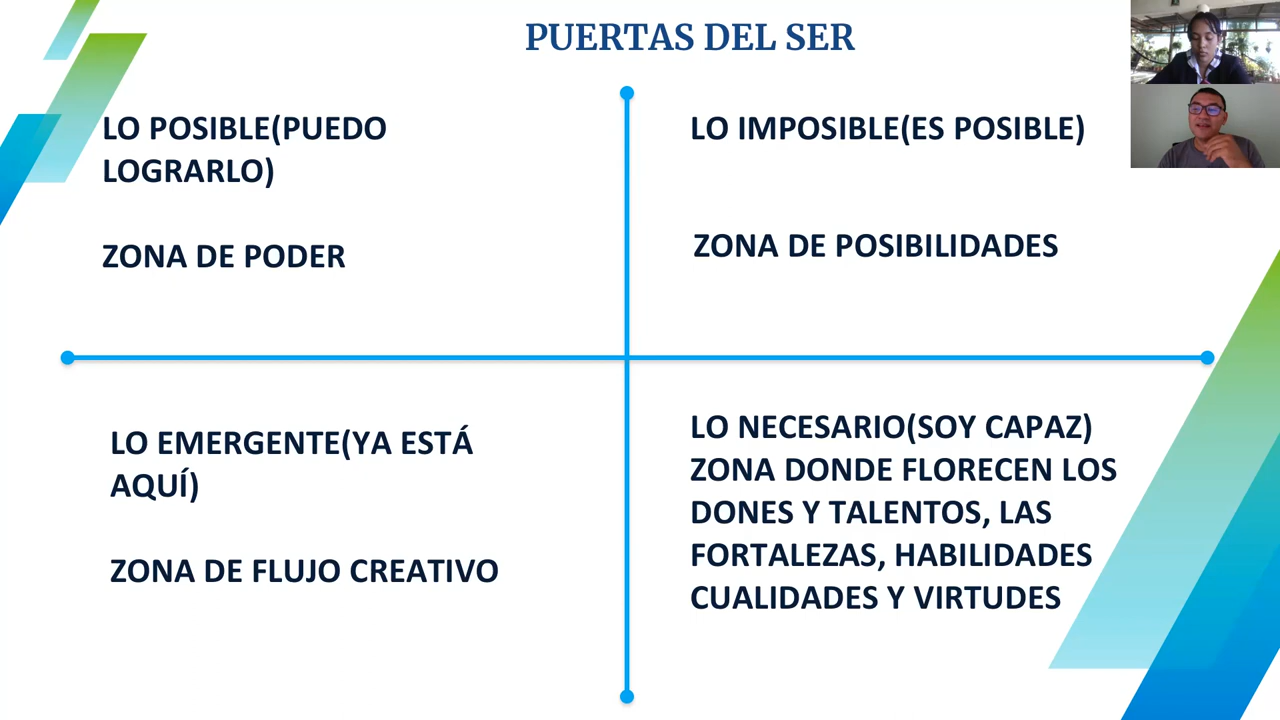 PUERTAS DEL SER
LO POSIBLE(PUEDO
LOGRARLO)
ZONA DE PODER
LO IMPOSIBLE(ES POSIBLE)
ZONA DE POSIBILIDADES
LO EMERGENTE(YA ESTÁ
AQUÍ)
ZONA DE FLUJO CREATIVO
LO NECESARIO(SOY CAPAZ)
ZONA DONDE FLORECEN LOS
DONES Y TALENTOS, LAS
FORTALEZAS, HABILIDADES
CUALIDADES Y VIRTUDES